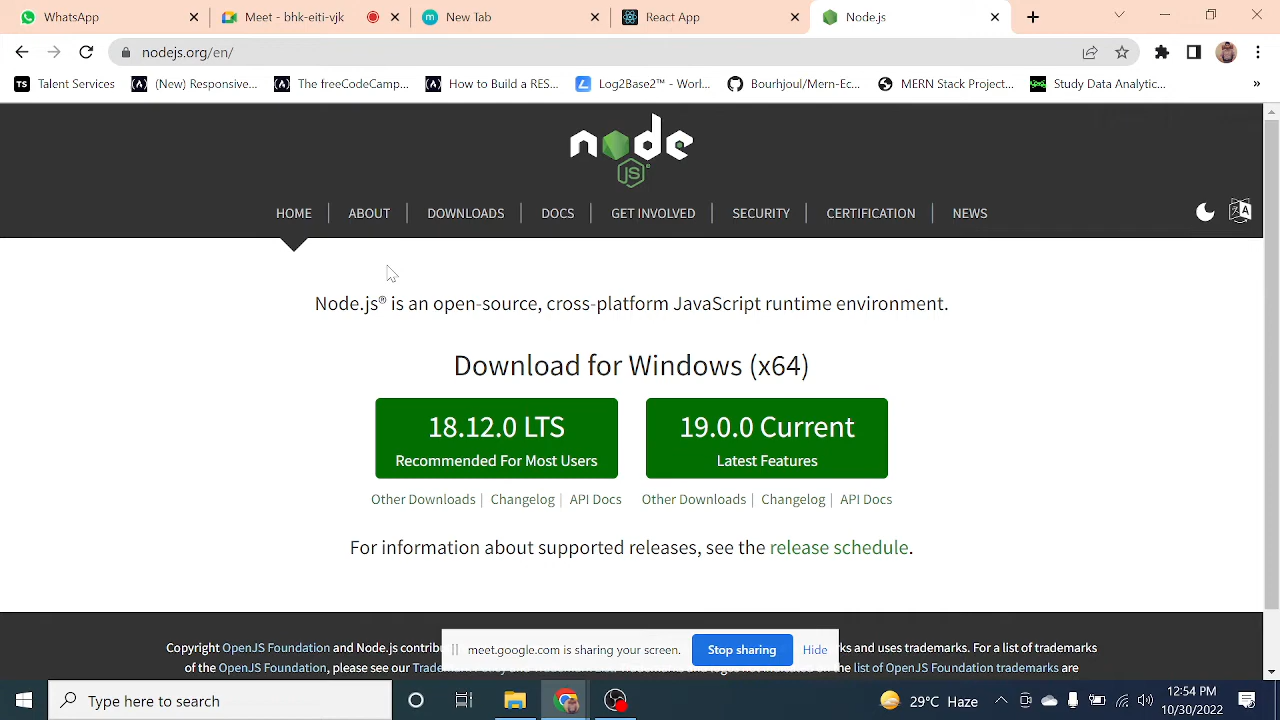 WhatsApp
Meet - bhk-eiti-vjk
New Tab
React App
Node.js
nodejs.org/en/
TS Talent Services
(New) Responsive...
The freeCodeCamp...
How to Build a RES...
Log2Base2™ - Worl...
Bourhjoul/Mern-Ec...
MERN Stack Project...
Study Data Analytic...
»
node
JS
HOME
ABOUT
DOWNLOADS
DOCS
GET INVOLVED
SECURITY
CERTIFICATION
NEWS
Node.js® is an open-source, cross-platform JavaScript runtime environment.
Download for Windows (x64)
18.12.0 LTS
Recommended For Most Users
19.0.0 Current
Latest Features
Other Downloads | Changelog | API Docs
Other Downloads | Changelog | API Docs
For information about supported releases, see the release schedule.
Copyright OpenJS Foundation and Node.js contrib
ks and uses trademarks. For a list of trademarks
of the OpenJS Foundation, please see our Tradem
list of OpenJS Foundation trademarks are
meet.google.com is sharing your screen.
Stop sharing
Hide
Type here to search
29°C Haze
12:54 PM
10/30/2022